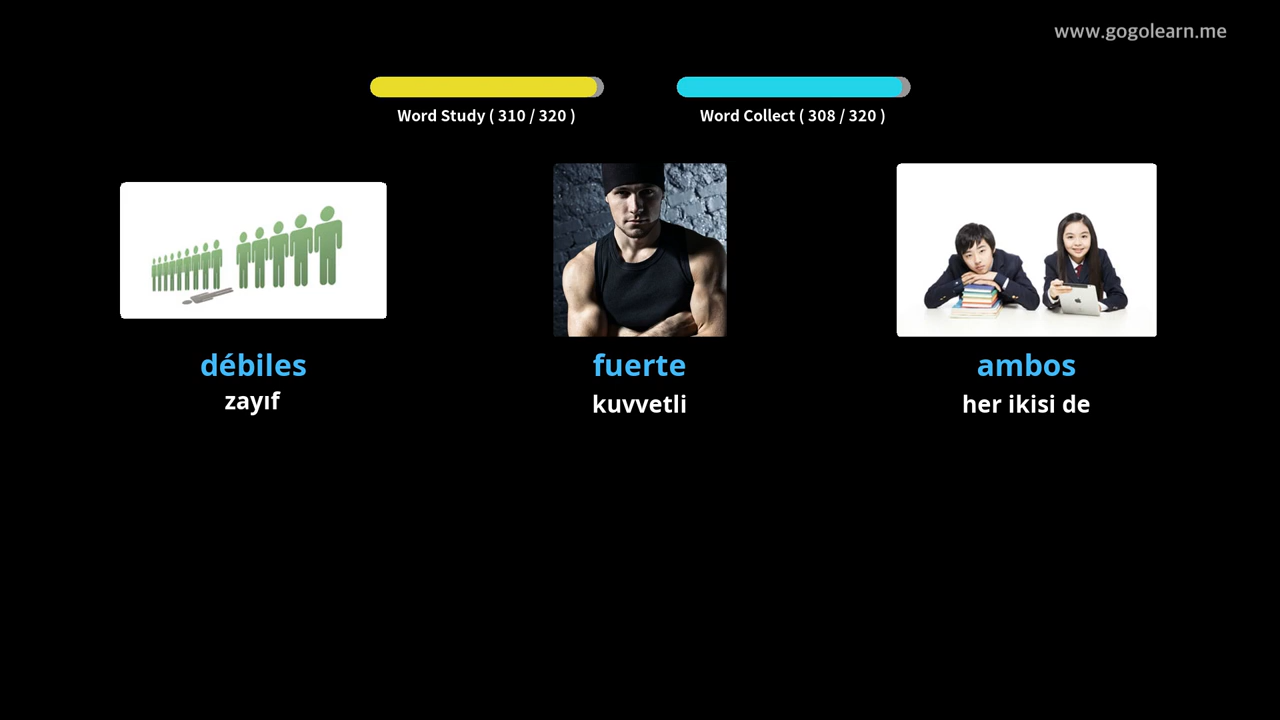 www.gogolearn.me
Word Study ( 310 / 320 )
Word Collect ( 308 / 320 )
débiles
zayıf
fuerte
kuvvetli
ambos
her ikisi de